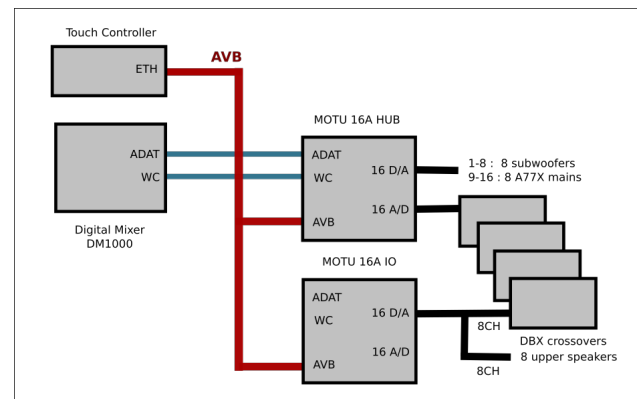 Touch Controller
ETH
AVB
ADAT
WC
Digital Mixer
DM1000
MOTU 16A HUB
ADAT
WC
AVB
16 D/A
16 A/D
1-8 : 8 subwoofers
9-16 : 8 A77X mains
MOTU 16A IO
ADAT
WC
AVB
16 D/A
16 A/D
8CH
DBX crossovers
8 upper speakers
8CH